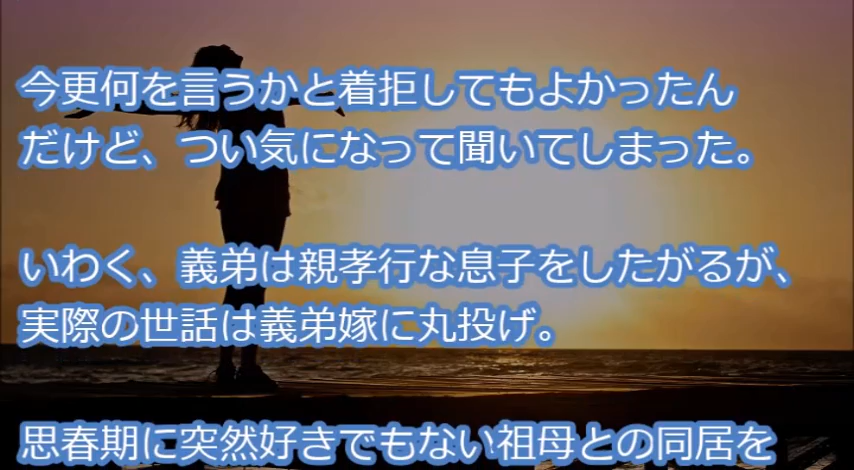 今更何を言うかと着拒してもよかったん
だけど、つい気になって聞いてしまった。
いわく、義弟は親孝行な息子をしたがるが、
実際の世話は義弟嫁に丸投げ。
思春期に突然好きでもない祖母との同居を